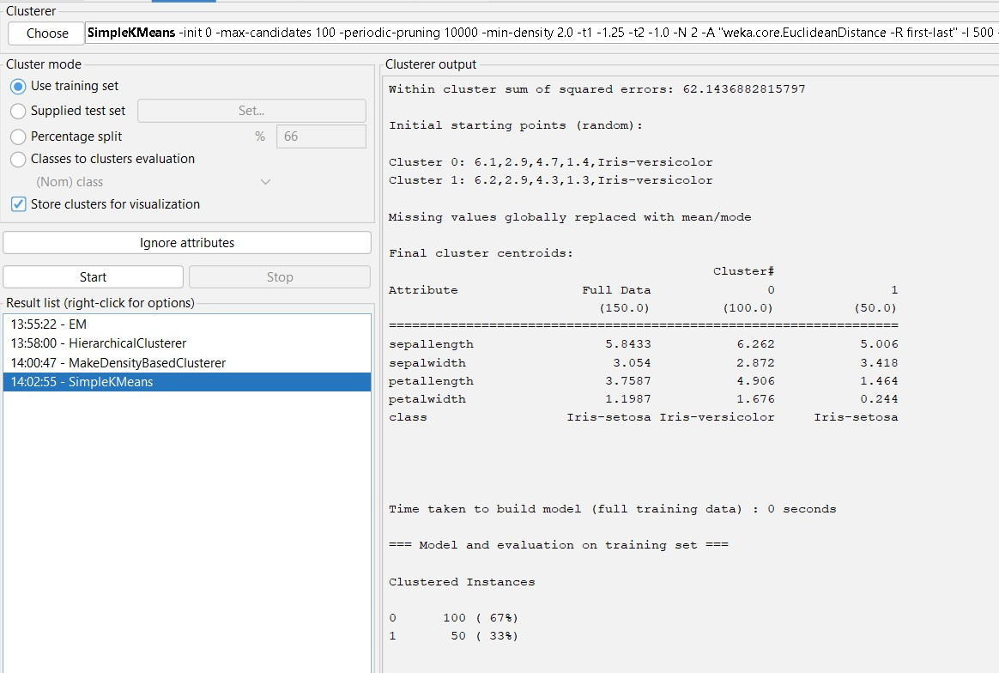 Clusterer
Choose SimpleKMeans -init 0 -max-candidates 100 -periodic-pruning 10000 -min-density 2.0 -t1 -1.25 -t2 -1.0 -N 2 -A "weka.core.EuclideanDistance -R first-last" -I 500 -
Cluster mode
Use training set
Supplied test set Set...
Percentage split % 66
Classes to clusters evaluation
(Nom) class
Store clusters for visualization
Ignore attributes
Start Stop
Result list (right-click for options)
13:55:22 - EM
13:58:00 - HierarchicalClusterer
14:00:47 - MakeDensityBasedClusterer
14:02:55 - SimpleKMeans
Clusterer output
Within cluster sum of squared errors: 62.1436882815797
Initial starting points (random):
Cluster 0: 6.1,2.9,4.7,1.4,Iris-versicolor
Cluster 1: 6.2,2.9,4.3,1.3,Iris-versicolor
Missing values globally replaced with mean/mode
Final cluster centroids:
Cluster#
Attribute Full Data 0 1
(150.0) (100.0) (50.0)
==================================================================
sepallength 5.8433 6.262 5.006
sepalwidth 3.054 2.872 3.418
petallength 3.7587 4.906 1.464
petalwidth 1.1987 1.676 0.244
class Iris-setosa Iris-versicolor Iris-setosa
Time taken to build model (full training data) : 0 seconds
=== Model and evaluation on training set ===
Clustered Instances
0 100 ( 67%)
1 50 ( 33%)